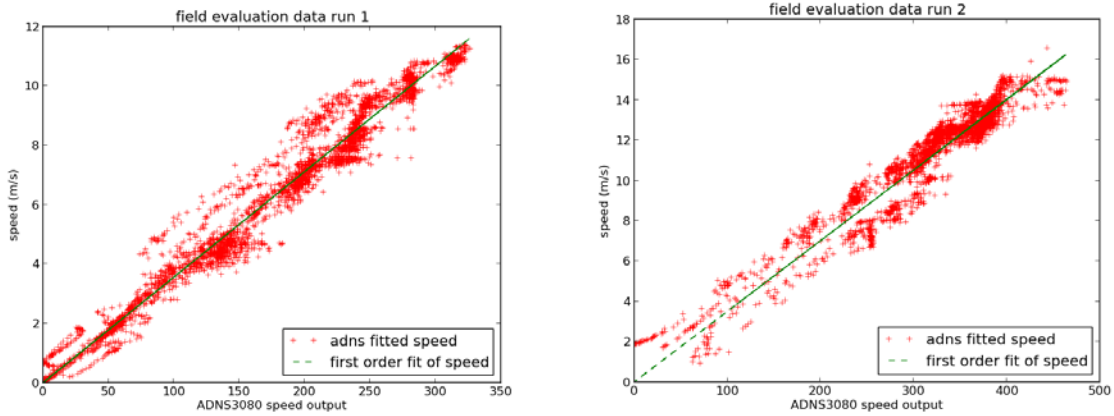 field evaluation data run 1
12
10
8
6
4
2
0
speed (m/s)
0 50 100 150 200 250 300 350
ADNS3080 speed output
adns fitted speed
first order fit of speed
field evaluation data run 2
18
16
14
12
10
8
6
4
2
0
speed (m/s)
0 100 200 300 400 500
ADNS3080 speed output
adns fitted speed
first order fit of speed